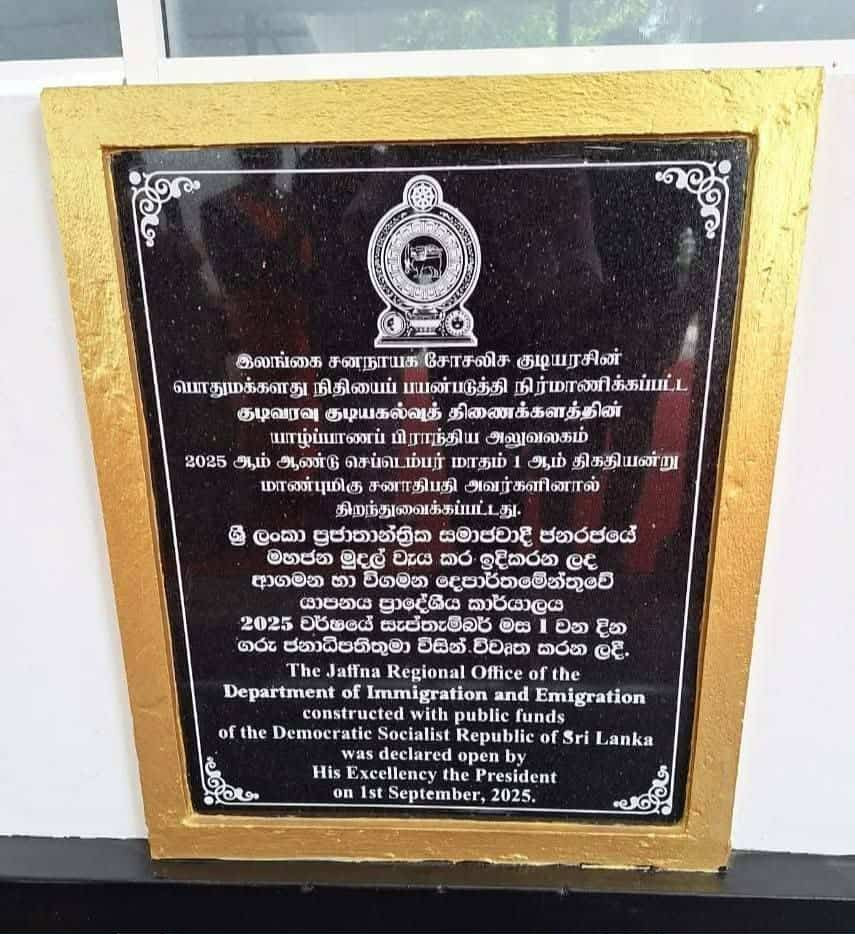 இலங்கை சனநாயக சோசலிச குடியரசின்
பொதுமக்களது நிதியைப் பயன்படுத்தி நிர்மாணிக்கப்பட்ட
குடிவரவு குடியகல்வுத் திணைக்களத்தின்
யாழ்ப்பாணப் பிராந்திய அலுவலகம்
2025 ஆம் ஆண்டு செப்டெம்பர் மாதம் 1 ஆம் திகதியன்று
மாண்புமிகு சனாதிபதி அவர்களினால்
திறந்துவைக்கப்பட்டது.
ශ්‍රී ලංකා ප්‍රජාතාන්ත්‍රික සමාජවාදී ජනරජයේ
මහජන මුදල් වැය කර ඉදිකරන ලද
ආගමන හා විගමන දෙපාර්තමේන්තුවේ
යාපනය ප්‍රාදේශීය කාර්යාලය
2025 වර්ෂයේ සැප්තැම්බර් මස 1 වන දින
ගරු ජනාධිපතිතුමා විසින් විවෘත කරන ලදී.
The Jaffna Regional Office of the
Department of Immigration and Emigration
constructed with public funds
of the Democratic Socialist Republic of Sri Lanka
was declared open by
His Excellency the President
on 1st September, 2025.